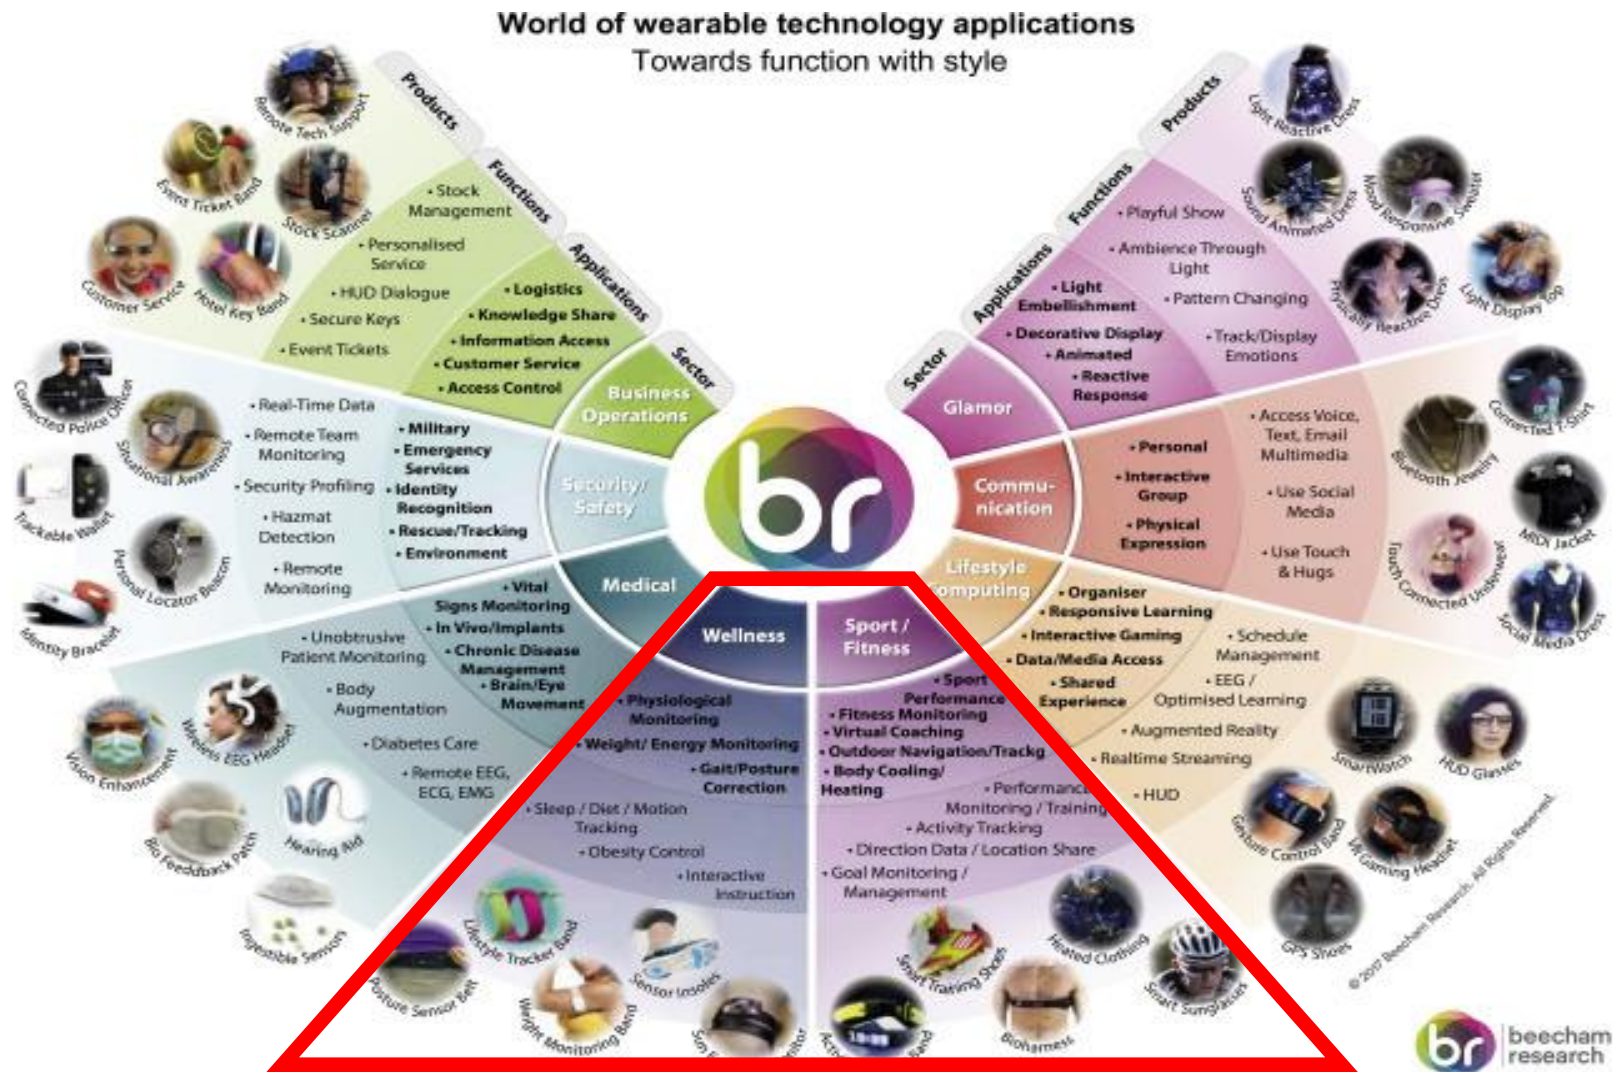 World of wearable technology applications
Towards function with style
Products
Functions
Applications
Sector
Remote Tech Support
Event Ticket Band
Stock Scanner
Customer Service
Hotel Key Band
• Stock
Management
• Personalised
Service
• HUD Dialogue
• Secure Keys
• Event Tickets
• Logistics
• Knowledge Share
• Information Access
• Customer Service
• Access Control
Business
Operations
Connected Police Officer
Situational Awareness
Trackable Wallet
Personal Locator Beacon
Identity Bracelet
• Real-Time Data
• Remote Team
Monitoring
• Security Profiling
• Hazmat
Detection
• Remote
Monitoring
• Military
• Emergency
Services
• Identity
Recognition
• Rescue/Tracking
• Environment
Security/
Safety
Vision Enhancement
Wireless EEG Headset
Bio Feeddback Patch
Hearing Aid
Ingestible Sensors
• Unobtrusive
Patient Monitoring
• Body
Augmentation
• Diabetes Care
• Remote EEG,
ECG, EMG
• Vital
Signs Monitoring
• In Vivo/Implants
• Chronic Disease
Management
• Brain/Eye
Movement
Medical
Wellness
• Physiological
Monitoring
• Weight/ Energy Monitoring
• Gait/Posture
Correction
• Sleep / Diet / Motion
Tracking
• Obesity Control
• Interactive
Instruction
Posture Sensor Belt
Lifestyle Tracker Band
Weight Monitoring Band
Sensor Insoles
Sport /
Fitness
• Sport
Performance
• Fitness Monitoring
• Virtual Coaching
• Outdoor Navigation/Trackg
• Body Cooling/
Heating
• Performance
Monitoring / Training
• Activity Tracking
• Direction Data / Location Share
• Goal Monitoring /
Management
Band
Smart Training Shoes
Bioharness
Heated Clothing
Smart Sunglasses
Lifestyle
Computing
• Organiser
• Responsive Learning
• Interactive Gaming
• Data/Media Access
• Shared
Experience
• Schedule
Management
• EEG /
Optimised Learning
• Augmented Reality
• Realtime Streaming
• HUD
SmartWatch
HUD Glasses
Gesture Control Band
VR Gaming Headset
GPS Shoes
Commu-
nication
• Personal
• Interactive
Group
• Physical
Expression
• Access Voice,
Text, Email
Multimedia
• Use Social
Media
• Use Touch
& Hugs
Connected T-Shirt
Bluetooth Jewelry
MIDI Jacket
Touch Connected Underwear
Social Media Dress
Products
Functions
Applications
Sector
Glamor
• Light
Embellishment
• Decorative Display
• Animated
• Reactive
Response
• Playful Show
• Ambience Through
Light
• Pattern Changing
• Track/Display
Emotions
Light Reactive Dress
Sound Animated Dress
Mood Responsive Sweater
Physically Reactive Dress
Light Display Top
br
© 2017 Beecham Research. All Rights Reserved.
br
beecham
research